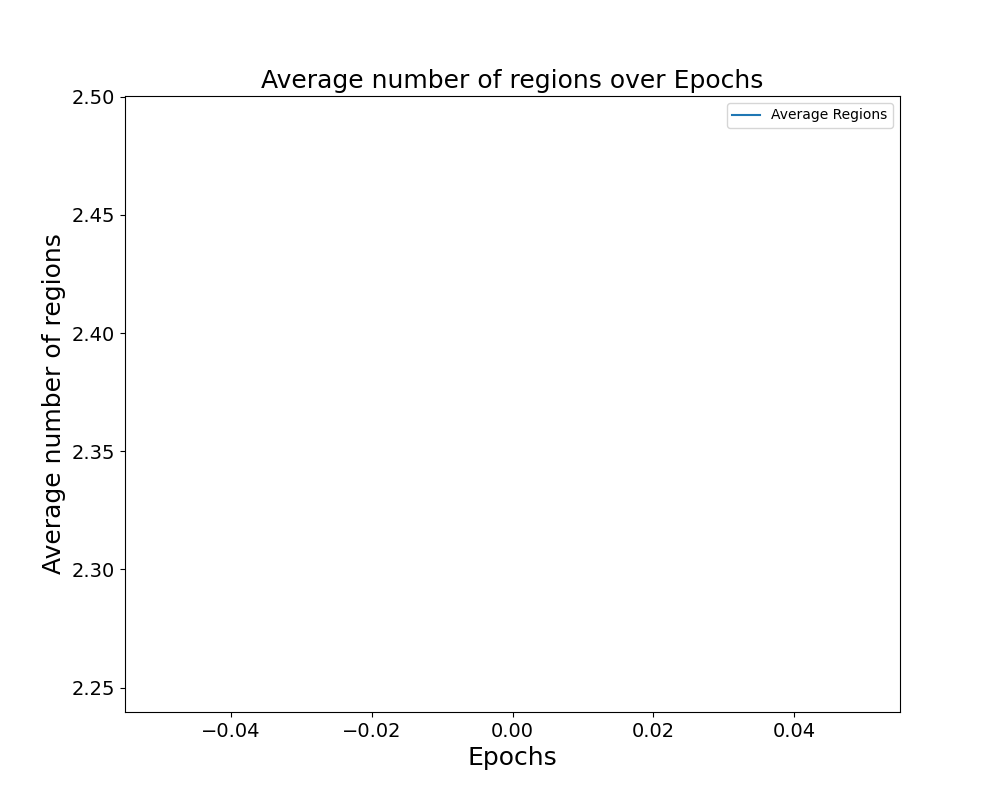 Average number of regions over Epochs
Average Regions
Average number of regions
2.50
2.45
2.40
2.35
2.30
2.25
−0.04
−0.02
0.00
0.02
0.04
Epochs